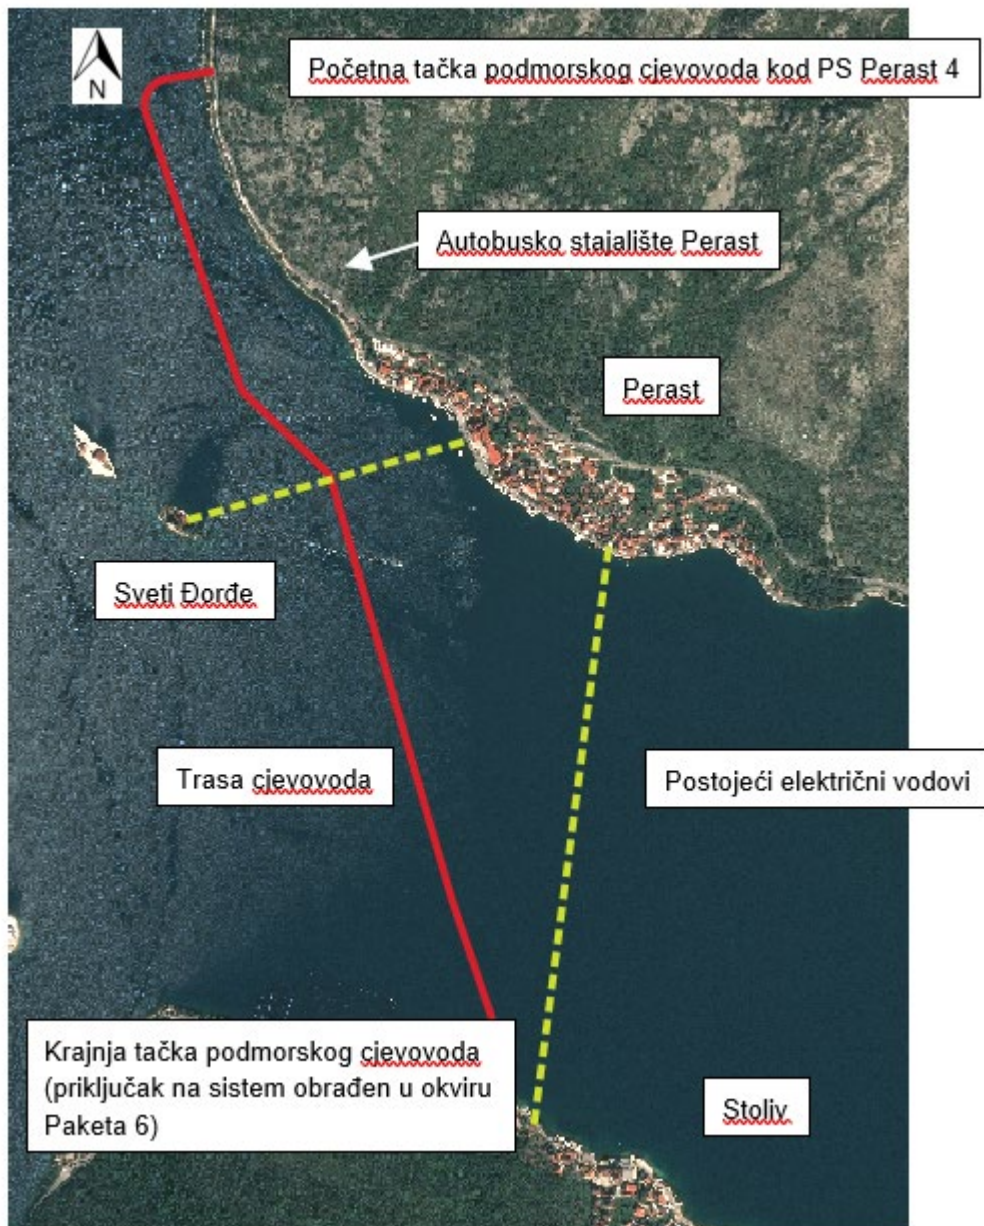 N
Početna tačka podmorskog cjevovoda kod PS Perast 4
Autobusko stajalište Perast
Perast
Sveti Đorđe
Trasa cjevovoda
Postojeći električni vodovi
Krajnja tačka podmorskog cjevovoda
(priključak na sistem obrađen u okviru
Paketa 6)
Stoliv